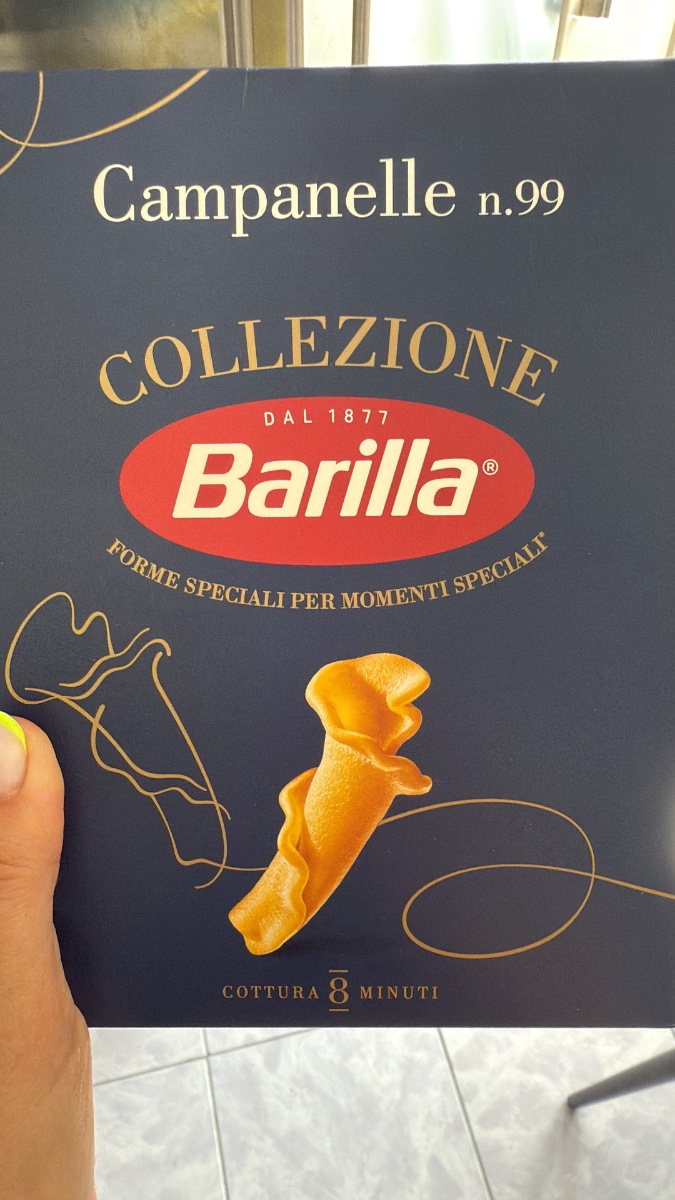 Campanelle n.99
COLLEZIONE
DAL 1877
Barilla®
FORME SPECIALI PER MOMENTI SPECIALI*
COTTURA 8 MINUTI